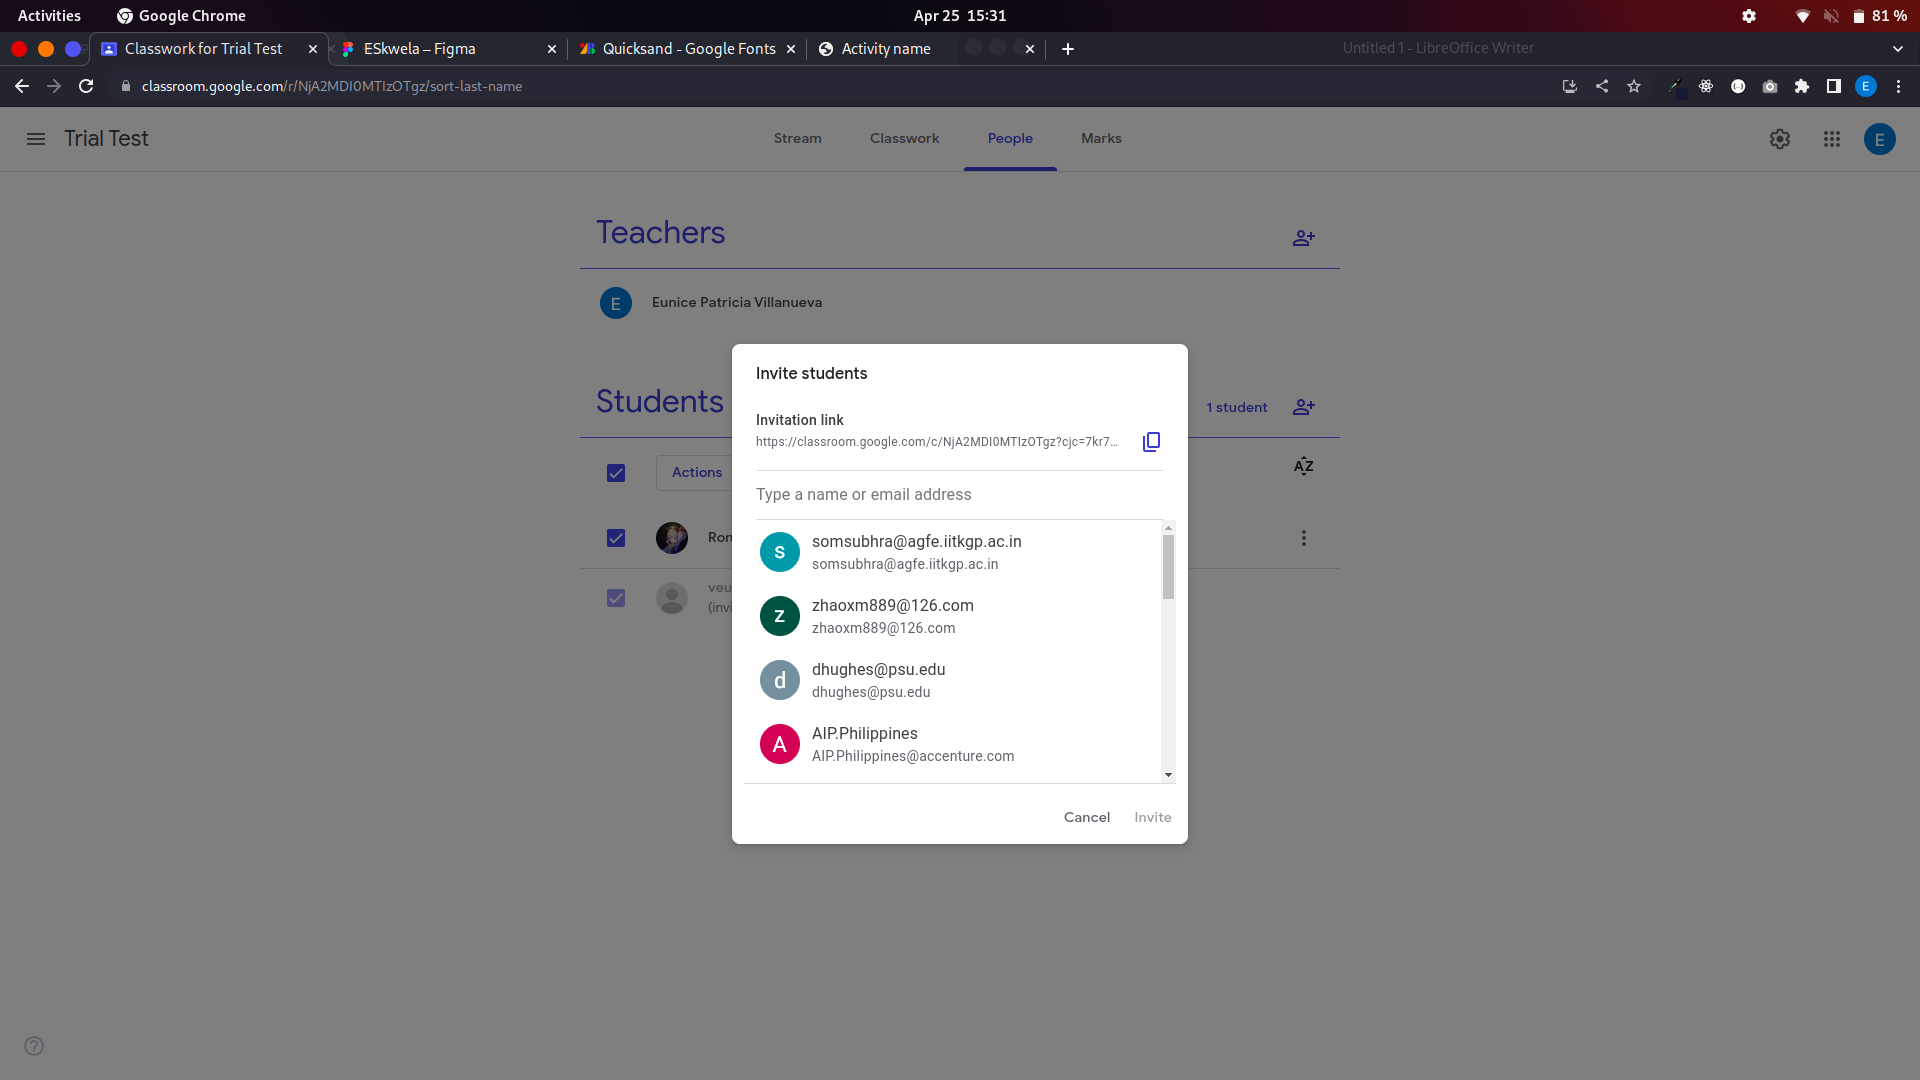 Activities
Google Chrome
Apr 25 15:31
81 %
Classwork for Trial Test
ESkwela – Figma
Quicksand - Google Fonts
Activity name
Untitled 1 - LibreOffice Writer
classroom.google.com/r/NjA2MDI0MTIzOTgz/sort-last-name
E
Trial Test
Stream
Classwork
People
Marks
E
Teachers
E
Eunice Patricia Villanueva
Students
1 student
Actions
AZ
Ron
veu
(invi
Invite students
Invitation link
https://classroom.google.com/c/NjA2MDI0MTIzOTgz?cjc=7kr7...
Type a name or email address
s
somsubhra@agfe.iitkgp.ac.in
somsubhra@agfe.iitkgp.ac.in
z
zhaoxm889@126.com
zhaoxm889@126.com
d
dhughes@psu.edu
dhughes@psu.edu
A
AIP.Philippines
AIP.Philippines@accenture.com
Cancel
Invite